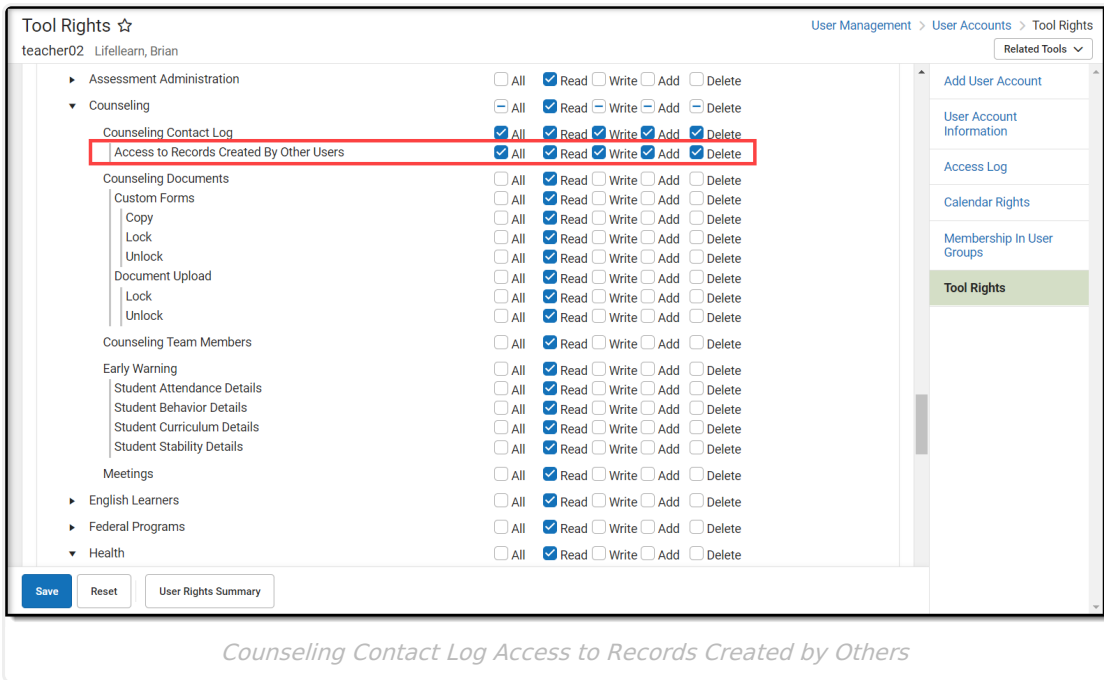 Tool Rights
User Management > User Accounts > Tool Rights
teacher02 Lifellearn, Brian
Related Tools
Assessment Administration All Read Write Add Delete
Counseling All Read Write Add Delete
Counseling Contact Log All Read Write Add Delete
Access to Records Created By Other Users All Read Write Add Delete
Counseling Documents All Read Write Add Delete
Custom Forms All Read Write Add Delete
Copy All Read Write Add Delete
Lock All Read Write Add Delete
Unlock All Read Write Add Delete
Document Upload All Read Write Add Delete
Lock All Read Write Add Delete
Unlock All Read Write Add Delete
Counseling Team Members All Read Write Add Delete
Early Warning All Read Write Add Delete
Student Attendance Details All Read Write Add Delete
Student Behavior Details All Read Write Add Delete
Student Curriculum Details All Read Write Add Delete
Student Stability Details All Read Write Add Delete
Meetings All Read Write Add Delete
English Learners All Read Write Add Delete
Federal Programs All Read Write Add Delete
Health All Read Write Add Delete
Add User Account
User Account
Information
Access Log
Calendar Rights
Membership In User
Groups
Tool Rights
Save Reset User Rights Summary
Counseling Contact Log Access to Records Created by Others